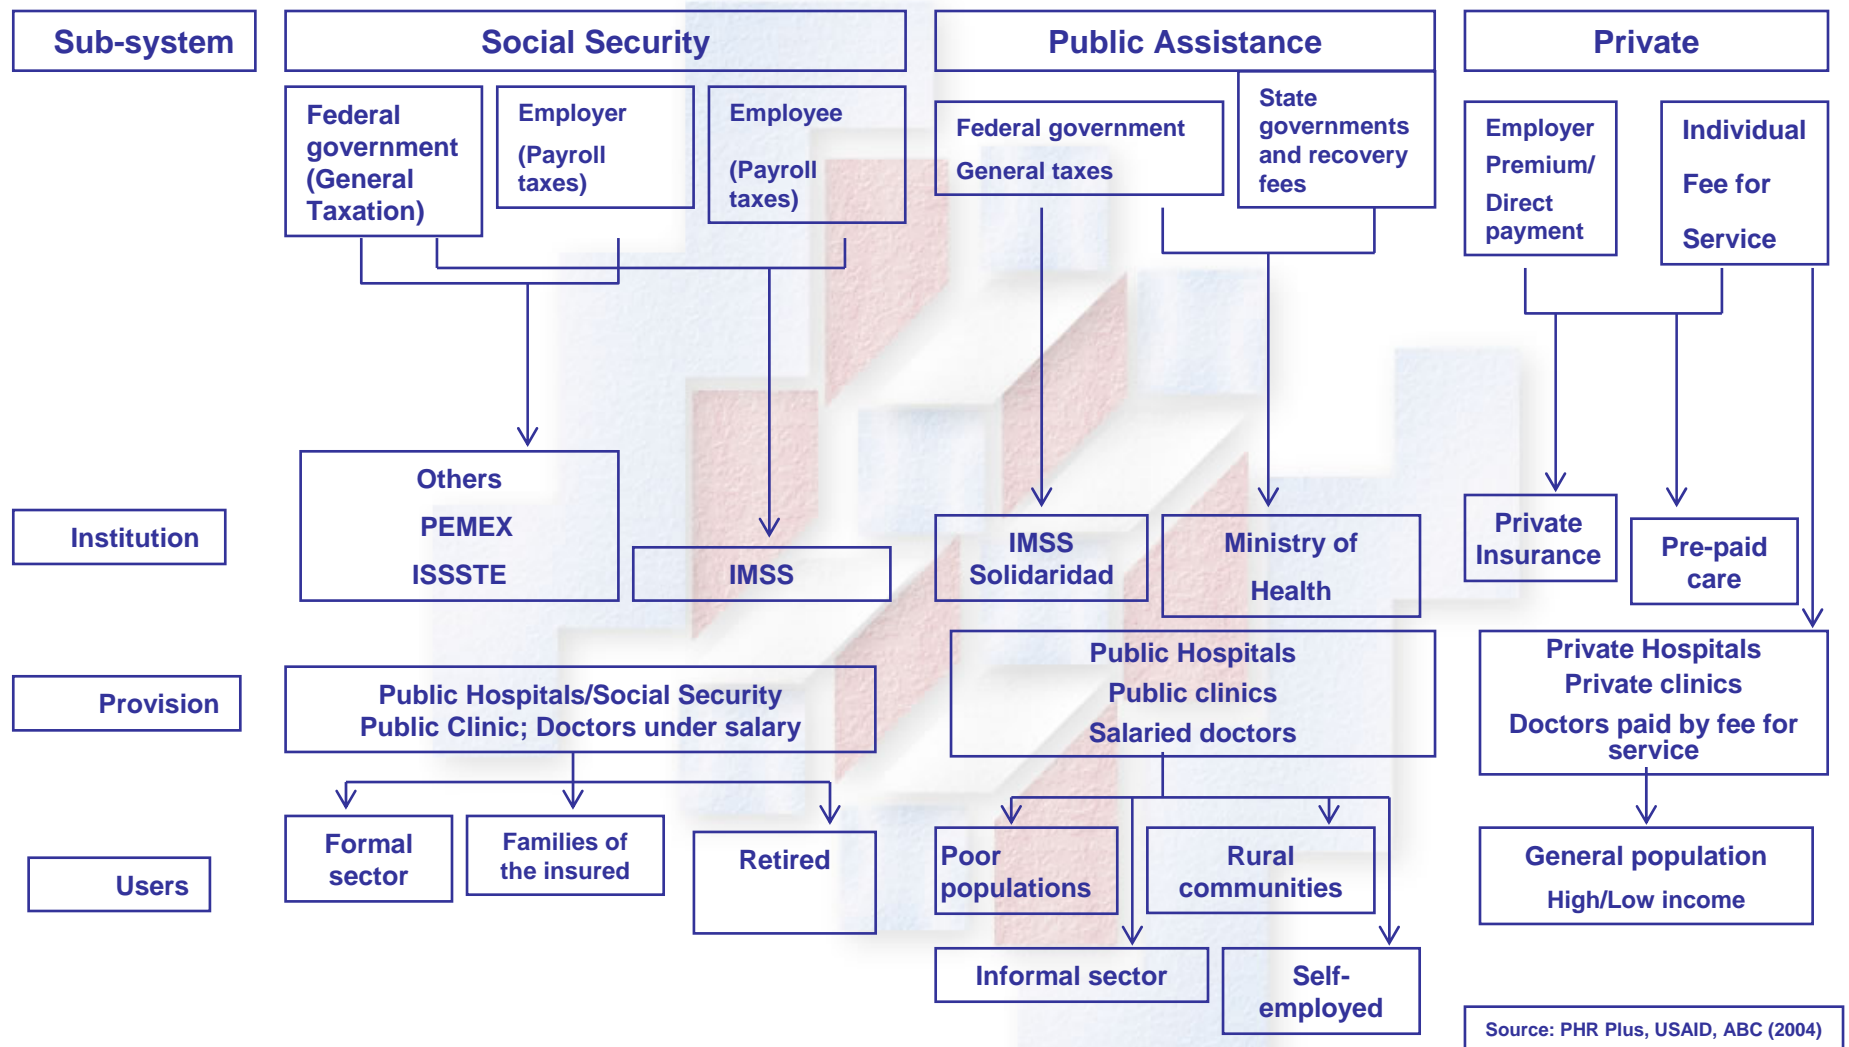 Sub-system
Social Security
Public Assistance
Private
Federal
government
(General
Taxation)
Employer
(Payroll
taxes)
Employee
(Payroll
taxes)
Federal government
General taxes
State
governments
and recovery
fees
Employer
Premium/
Direct
payment
Individual
Fee for
Service
Institution
Others
PEMEX
ISSSTE
IMSS
IMSS
Solidaridad
Ministry of
Health
Private
Insurance
Pre-paid
care
Provision
Public Hospitals/Social Security
Public Clinic; Doctors under salary
Public Hospitals
Public clinics
Salaried doctors
Private Hospitals
Private clinics
Doctors paid by fee for
service
Users
Formal
sector
Families of
the insured
Retired
Poor
populations
Rural
communities
Informal sector
Self-
employed
General population
High/Low income
Source: PHR Plus, USAID, ABC (2004)